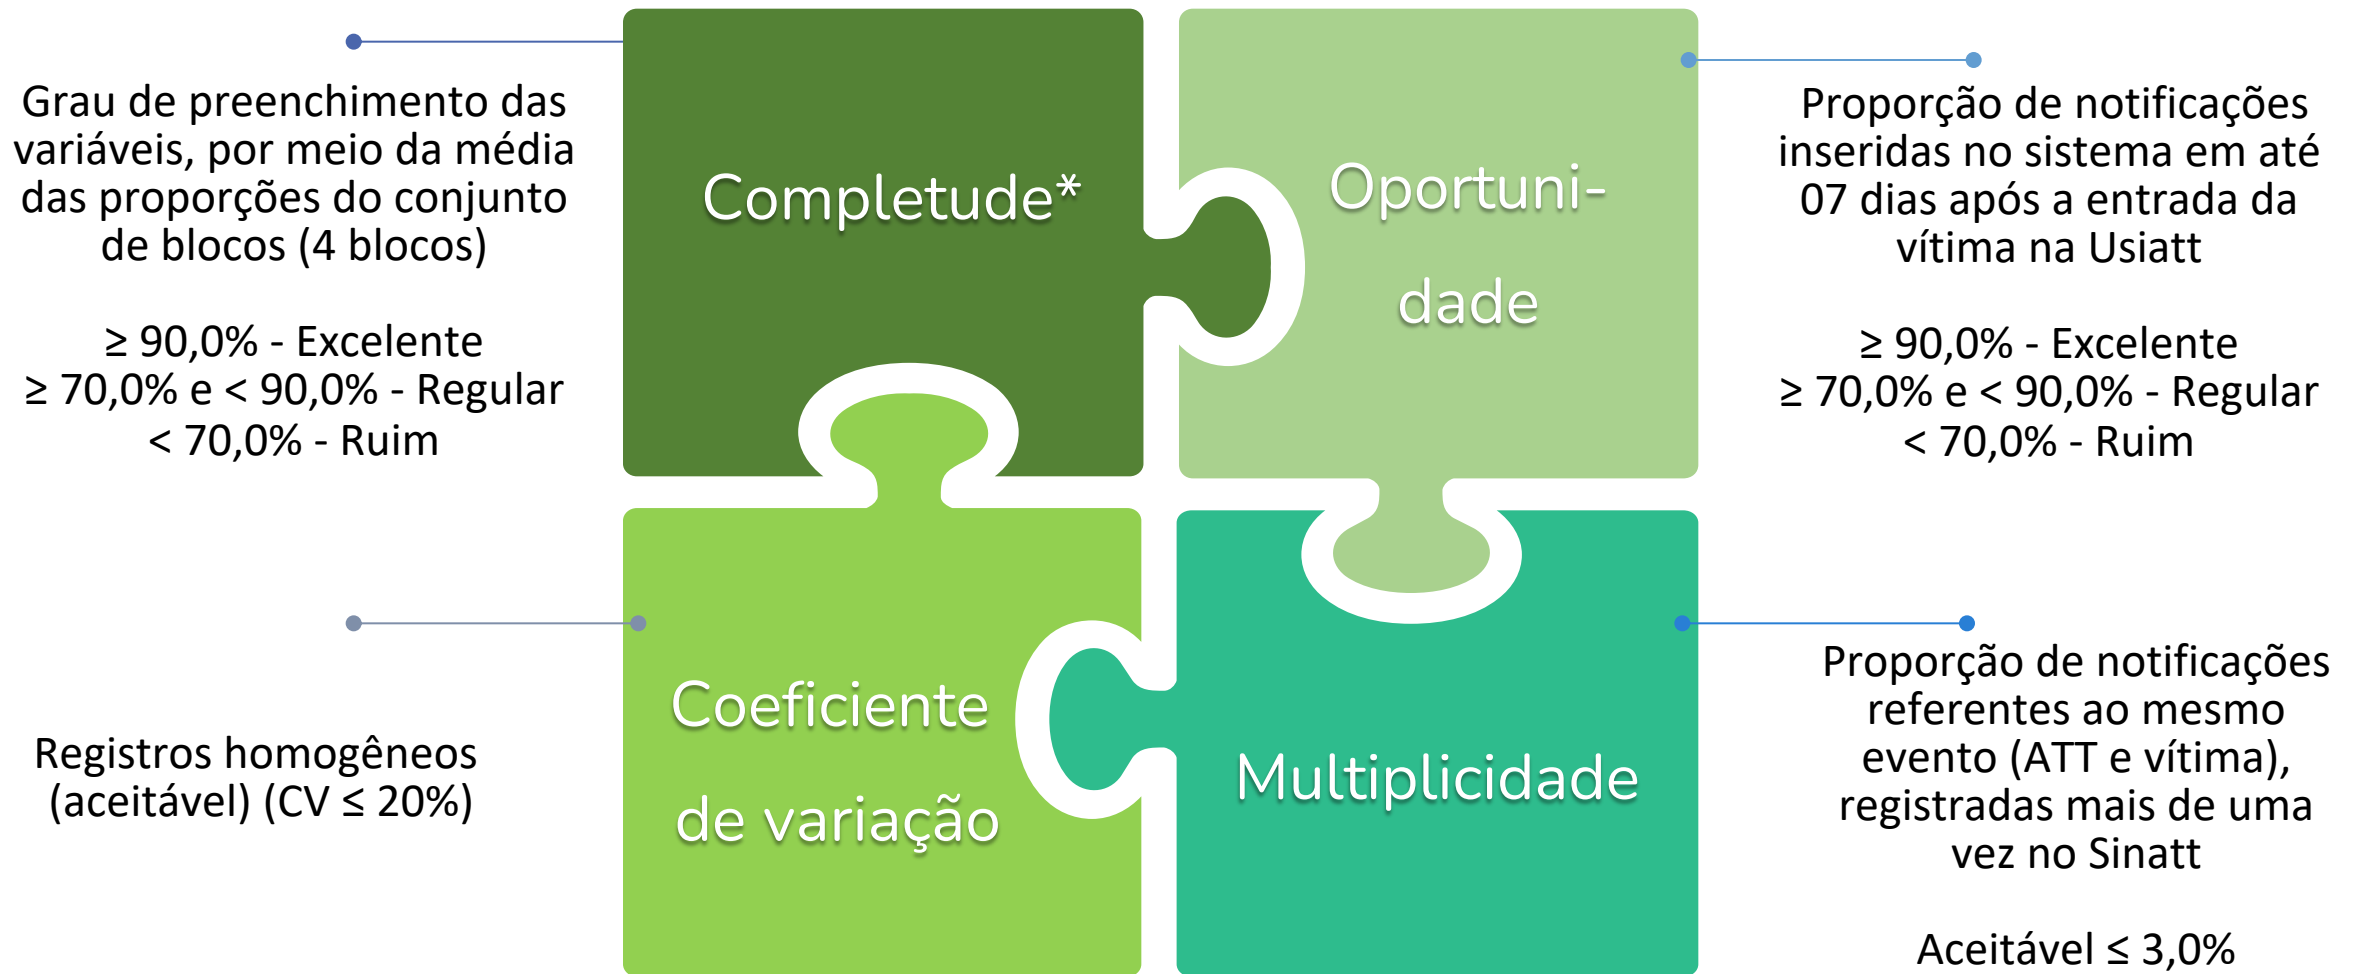 Grau de preenchimento das
variáveis, por meio da média
das proporções do conjunto
de blocos (4 blocos)
≥ 90,0% - Excelente
≥ 70,0% e < 90,0% - Regular
< 70,0% - Ruim
Completude*
Oportuni-
dade
Proporção de notificações
inseridas no sistema em até
07 dias após a entrada da
vítima na Usiatt
≥ 90,0% - Excelente
≥ 70,0% e < 90,0% - Regular
< 70,0% - Ruim
Registros homogêneos
(aceitável) (CV ≤ 20%)
Coeficiente
de variação
Multiplicidade
Proporção de notificações
referentes ao mesmo
evento (ATT e vítima),
registradas mais de uma
vez no Sinatt
Aceitável ≤ 3,0%